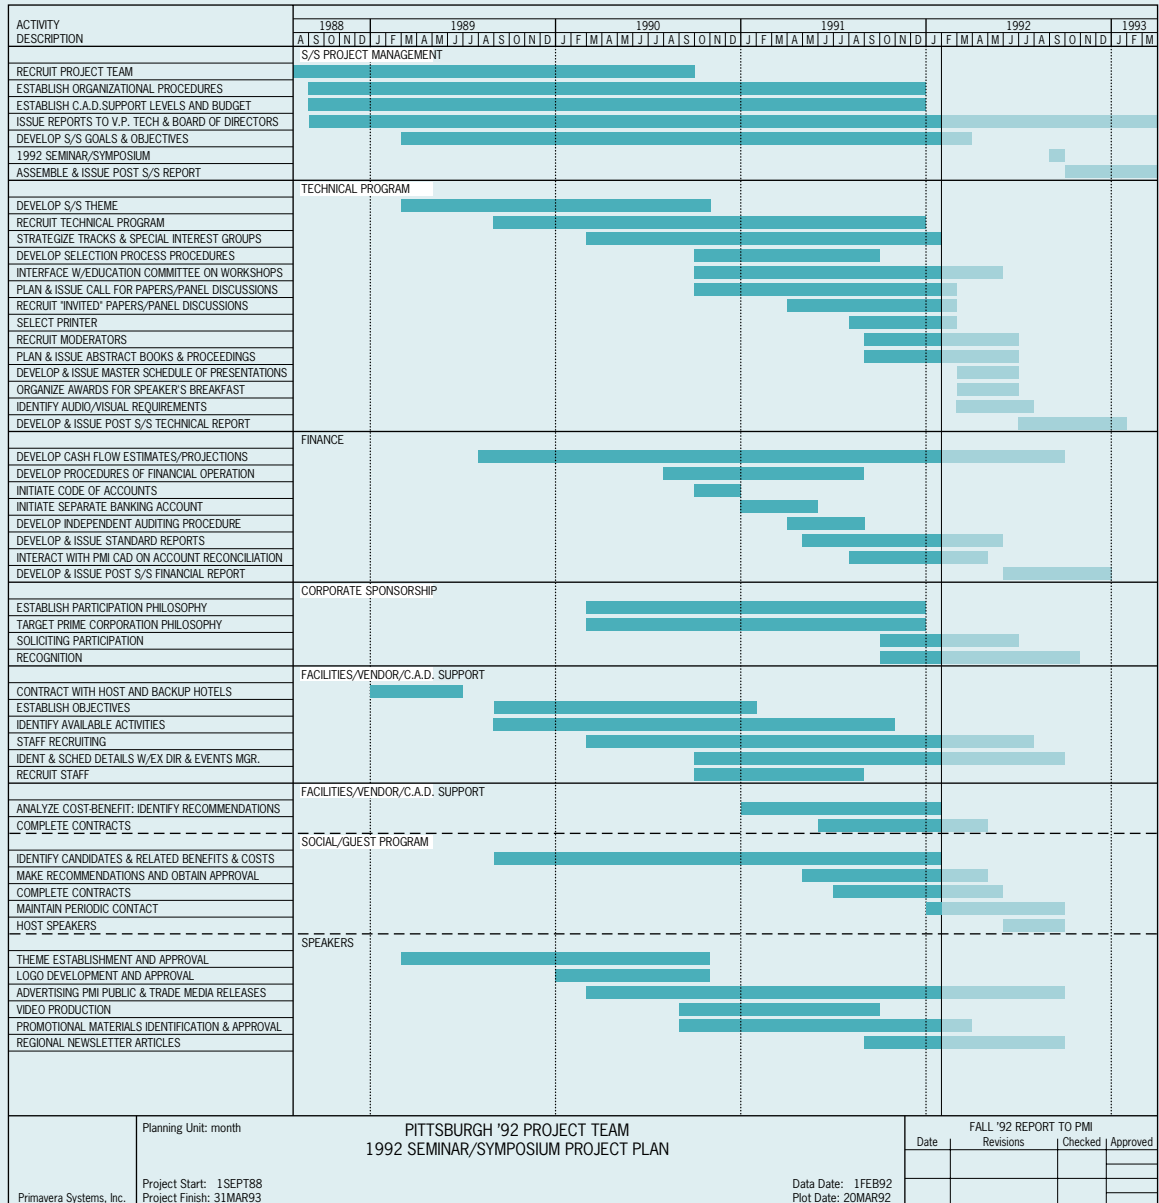 ACTIVITY
DESCRIPTION
1988 1989 1990 1991 1992 1993
A S O N D J F M A M J J A S O N D J F M A M J J A S O N D J F M A M J J A S O N D J F M A M J J A S O N D J F M
S/S PROJECT MANAGEMENT
RECRUIT PROJECT TEAM
ESTABLISH ORGANIZATIONAL PROCEDURES
ESTABLISH C.A.D.SUPPORT LEVELS AND BUDGET
ISSUE REPORTS TO V.P. TECH & BOARD OF DIRECTORS
DEVELOP S/S GOALS & OBJECTIVES
1992 SEMINAR/SYMPOSIUM
ASSEMBLE & ISSUE POST S/S REPORT
TECHNICAL PROGRAM
DEVELOP S/S THEME
RECRUIT TECHNICAL PROGRAM
STRATEGIZE TRACKS & SPECIAL INTEREST GROUPS
DEVELOP SELECTION PROCESS PROCEDURES
INTERFACE W/EDUCATION COMMITTEE ON WORKSHOPS
PLAN & ISSUE CALL FOR PAPERS/PANEL DISCUSSIONS
RECRUIT "INVITED" PAPERS/PANEL DISCUSSIONS
SELECT PRINTER
RECRUIT MODERATORS
PLAN & ISSUE ABSTRACT BOOKS & PROCEEDINGS
DEVELOP & ISSUE MASTER SCHEDULE OF PRESENTATIONS
ORGANIZE AWARDS FOR SPEAKER'S BREAKFAST
IDENTIFY AUDIO/VISUAL REQUIREMENTS
DEVELOP & ISSUE POST S/S TECHNICAL REPORT
FINANCE
DEVELOP CASH FLOW ESTIMATES/PROJECTIONS
DEVELOP PROCEDURES OF FINANCIAL OPERATION
INITIATE CODE OF ACCOUNTS
INITIATE SEPARATE BANKING ACCOUNT
DEVELOP INDEPENDENT AUDITING PROCEDURE
DEVELOP & ISSUE STANDARD REPORTS
INTERACT WITH PMI CAD ON ACCOUNT RECONCILIATION
DEVELOP & ISSUE POST S/S FINANCIAL REPORT
CORPORATE SPONSORSHIP
ESTABLISH PARTICIPATION PHILOSOPHY
TARGET PRIME CORPORATION PHILOSOPHY
SOLICITING PARTICIPATION
RECOGNITION
FACILITIES/VENDOR/C.A.D. SUPPORT
CONTRACT WITH HOST AND BACKUP HOTELS
ESTABLISH OBJECTIVES
IDENTIFY AVAILABLE ACTIVITIES
STAFF RECRUITING
IDENT & SCHED DETAILS W/EX DIR & EVENTS MGR.
RECRUIT STAFF
FACILITIES/VENDOR/C.A.D. SUPPORT
ANALYZE COST-BENEFIT: IDENTIFY RECOMMENDATIONS
COMPLETE CONTRACTS
SOCIAL/GUEST PROGRAM
IDENTIFY CANDIDATES & RELATED BENEFITS & COSTS
MAKE RECOMMENDATIONS AND OBTAIN APPROVAL
COMPLETE CONTRACTS
MAINTAIN PERIODIC CONTACT
HOST SPEAKERS
SPEAKERS
THEME ESTABLISHMENT AND APPROVAL
LOGO DEVELOPMENT AND APPROVAL
ADVERTISING PMI PUBLIC & TRADE MEDIA RELEASES
VIDEO PRODUCTION
PROMOTIONAL MATERIALS IDENTIFICATION & APPROVAL
REGIONAL NEWSLETTER ARTICLES
Planning Unit: month
PITTSBURGH '92 PROJECT TEAM
1992 SEMINAR/SYMPOSIUM PROJECT PLAN
FALL '92 REPORT TO PMI
Date Revisions Checked Approved
Project Start: 1SEPT88
Data Date: 1FEB92
Primavera Systems, Inc.
Project Finish: 31MAR93
Plot Date: 20MAR92